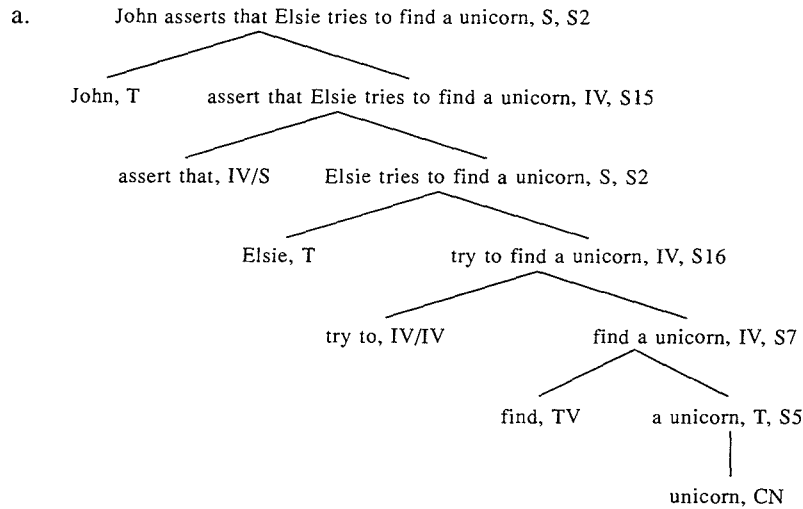 a. John asserts that Elsie tries to find a unicorn, S, S2
John, T assert that Elsie tries to find a unicorn, IV, S15
assert that, IV/S Elsie tries to find a unicorn, S, S2
Elsie, T try to find a unicorn, IV, S16
try to, IV/IV find a unicorn, IV, S7
find, TV a unicorn, T, S5
unicorn, CN